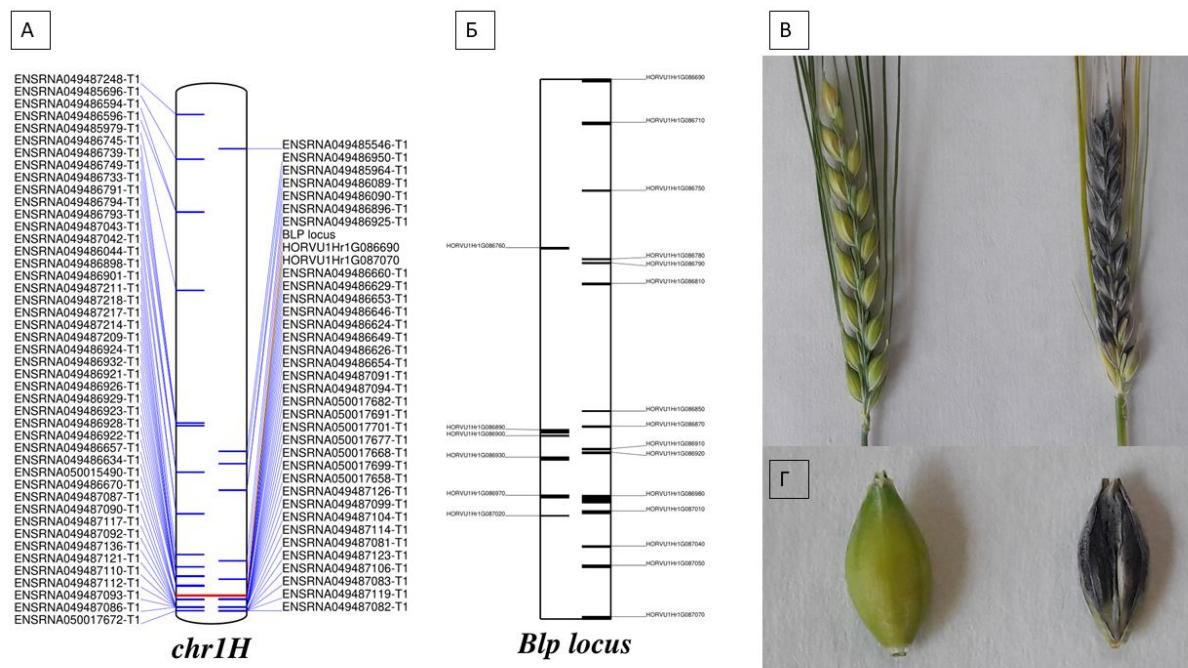 А
ENSRNA049487248-T1
ENSRNA049485696-T1
ENSRNA049486594-T1
ENSRNA049486596-T1
ENSRNA049485979-T1
ENSRNA049486745-T1
ENSRNA049486739-T1
ENSRNA049486749-T1
ENSRNA049486733-T1
ENSRNA049486791-T1
ENSRNA049486794-T1
ENSRNA049486793-T1
ENSRNA049487043-T1
ENSRNA049487042-T1
ENSRNA049486044-T1
ENSRNA049486898-T1
ENSRNA049486901-T1
ENSRNA049487211-T1
ENSRNA049487218-T1
ENSRNA049487217-T1
ENSRNA049487214-T1
ENSRNA049487209-T1
ENSRNA049486924-T1
ENSRNA049486932-T1
ENSRNA049486921-T1
ENSRNA049486926-T1
ENSRNA049486929-T1
ENSRNA049486923-T1
ENSRNA049486928-T1
ENSRNA049486922-T1
ENSRNA049486657-T1
ENSRNA049486634-T1
ENSRNA050015490-T1
ENSRNA049486670-T1
ENSRNA049487087-T1
ENSRNA049487090-T1
ENSRNA049487117-T1
ENSRNA049487092-T1
ENSRNA049487136-T1
ENSRNA049487121-T1
ENSRNA049487110-T1
ENSRNA049487112-T1
ENSRNA049487093-T1
ENSRNA049487086-T1
ENSRNA050017672-T1
ENSRNA049485546-T1
ENSRNA049486950-T1
ENSRNA049485964-T1
ENSRNA049486089-T1
ENSRNA049486090-T1
ENSRNA049486896-T1
ENSRNA049486925-T1
BLP locus
HORVU1Hr1G086690
HORVU1Hr1G087070
ENSRNA049486660-T1
ENSRNA049486629-T1
ENSRNA049486653-T1
ENSRNA049486646-T1
ENSRNA049486624-T1
ENSRNA049486649-T1
ENSRNA049486626-T1
ENSRNA049486654-T1
ENSRNA049487091-T1
ENSRNA049487094-T1
ENSRNA050017682-T1
ENSRNA050017691-T1
ENSRNA050017701-T1
ENSRNA050017677-T1
ENSRNA050017668-T1
ENSRNA050017699-T1
ENSRNA050017658-T1
ENSRNA049487126-T1
ENSRNA049487099-T1
ENSRNA049487104-T1
ENSRNA049487114-T1
ENSRNA049487081-T1
ENSRNA049487123-T1
ENSRNA049487106-T1
ENSRNA049487083-T1
ENSRNA049487119-T1
ENSRNA049487082-T1
chr1H
Б
HORVU1Hr1G086760
HORVU1Hr1G086890
HORVU1Hr1G086900
HORVU1Hr1G086930
HORVU1Hr1G086970
HORVU1Hr1G087020
HORVU1Hr1G086690
HORVU1Hr1G086710
HORVU1Hr1G086750
HORVU1Hr1G086780
HORVU1Hr1G086790
HORVU1Hr1G086810
HORVU1Hr1G086850
HORVU1Hr1G086870
HORVU1Hr1G086910
HORVU1Hr1G086920
HORVU1Hr1G086980
HORVU1Hr1G087010
HORVU1Hr1G087040
HORVU1Hr1G087050
HORVU1Hr1G087070
Blp locus
В
Г